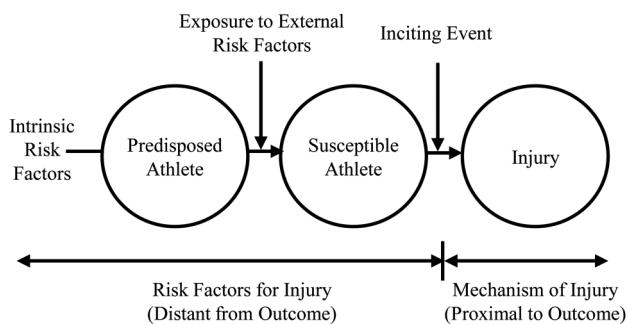 Exposure to External
Risk Factors
Inciting Event
Intrinsic
Risk
Factors
Predisposed
Athlete
Susceptible
Athlete
Injury
Risk Factors for Injury
(Distant from Outcome)
Mechanism of Injury
(Proximal to Outcome)